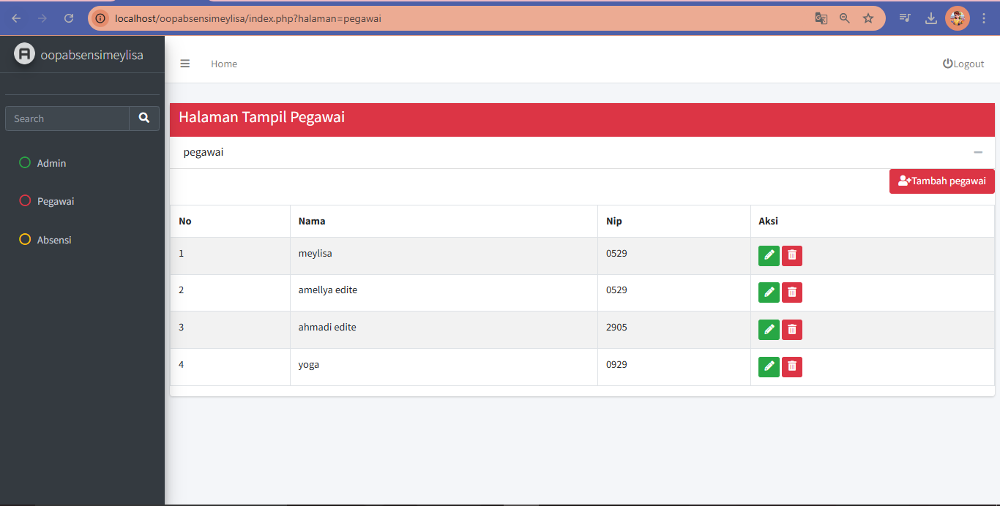 localhost/oopabsensimeylisa/index.php?halaman=pegawai
oopabsensimeylisa
Home
Logout
Search
Admin
Pegawai
Absensi
Halaman Tampil Pegawai
pegawai
Tambah pegawai
No Nama Nip Aksi
1 meylisa 0529
2 amellya edite 0529
3 ahmadi edite 2905
4 yoga 0929